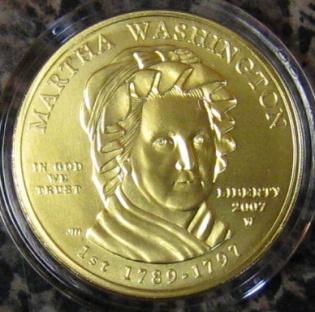 MARTHA WASHINGTON
IN GOD
WE
TRUST
LIBERTY
2007
W
1st 1789-1797